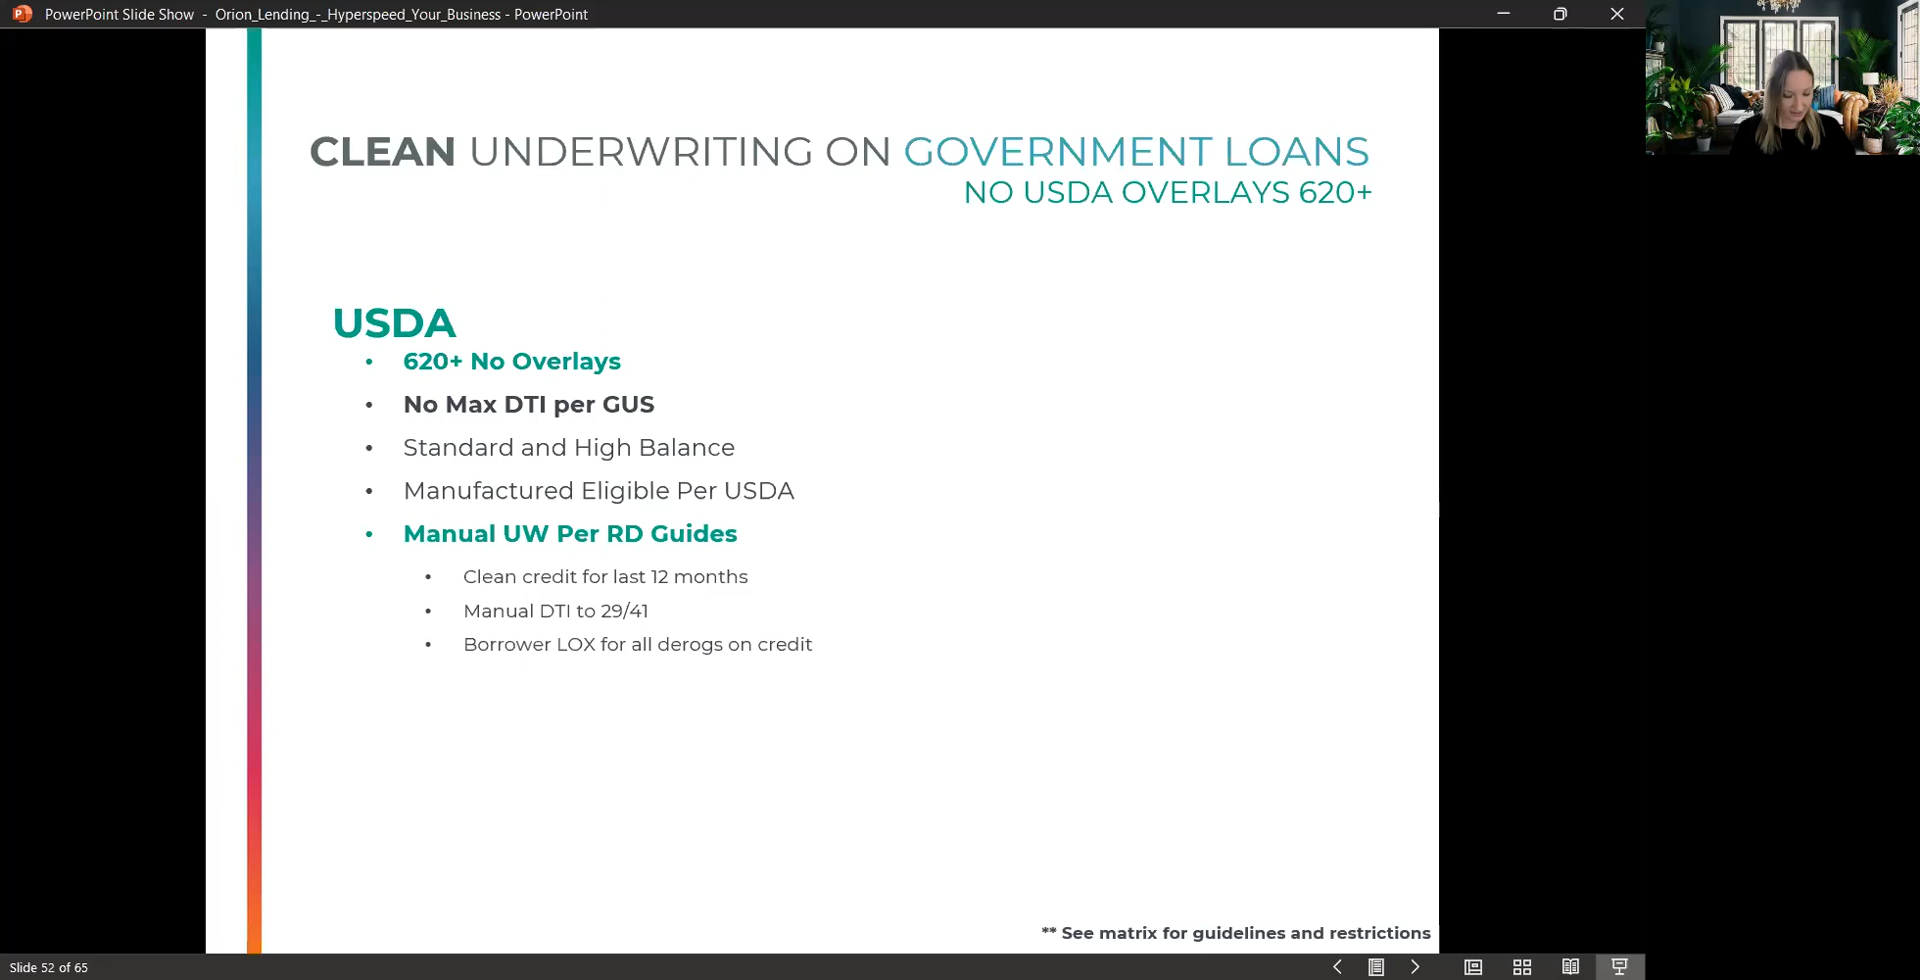 PowerPoint Slide Show - Orion_Lending_-_Hyperspeed_Your_Business - PowerPoint
CLEAN UNDERWRITING ON GOVERNMENT LOANS
NO USDA OVERLAYS 620+
USDA
• 620+ No Overlays
• No Max DTI per GUS
• Standard and High Balance
• Manufactured Eligible Per USDA
• Manual UW Per RD Guides
• Clean credit for last 12 months
• Manual DTI to 29/41
• Borrower LOX for all derogs on credit
** See matrix for guidelines and restrictions
Slide 52 of 65